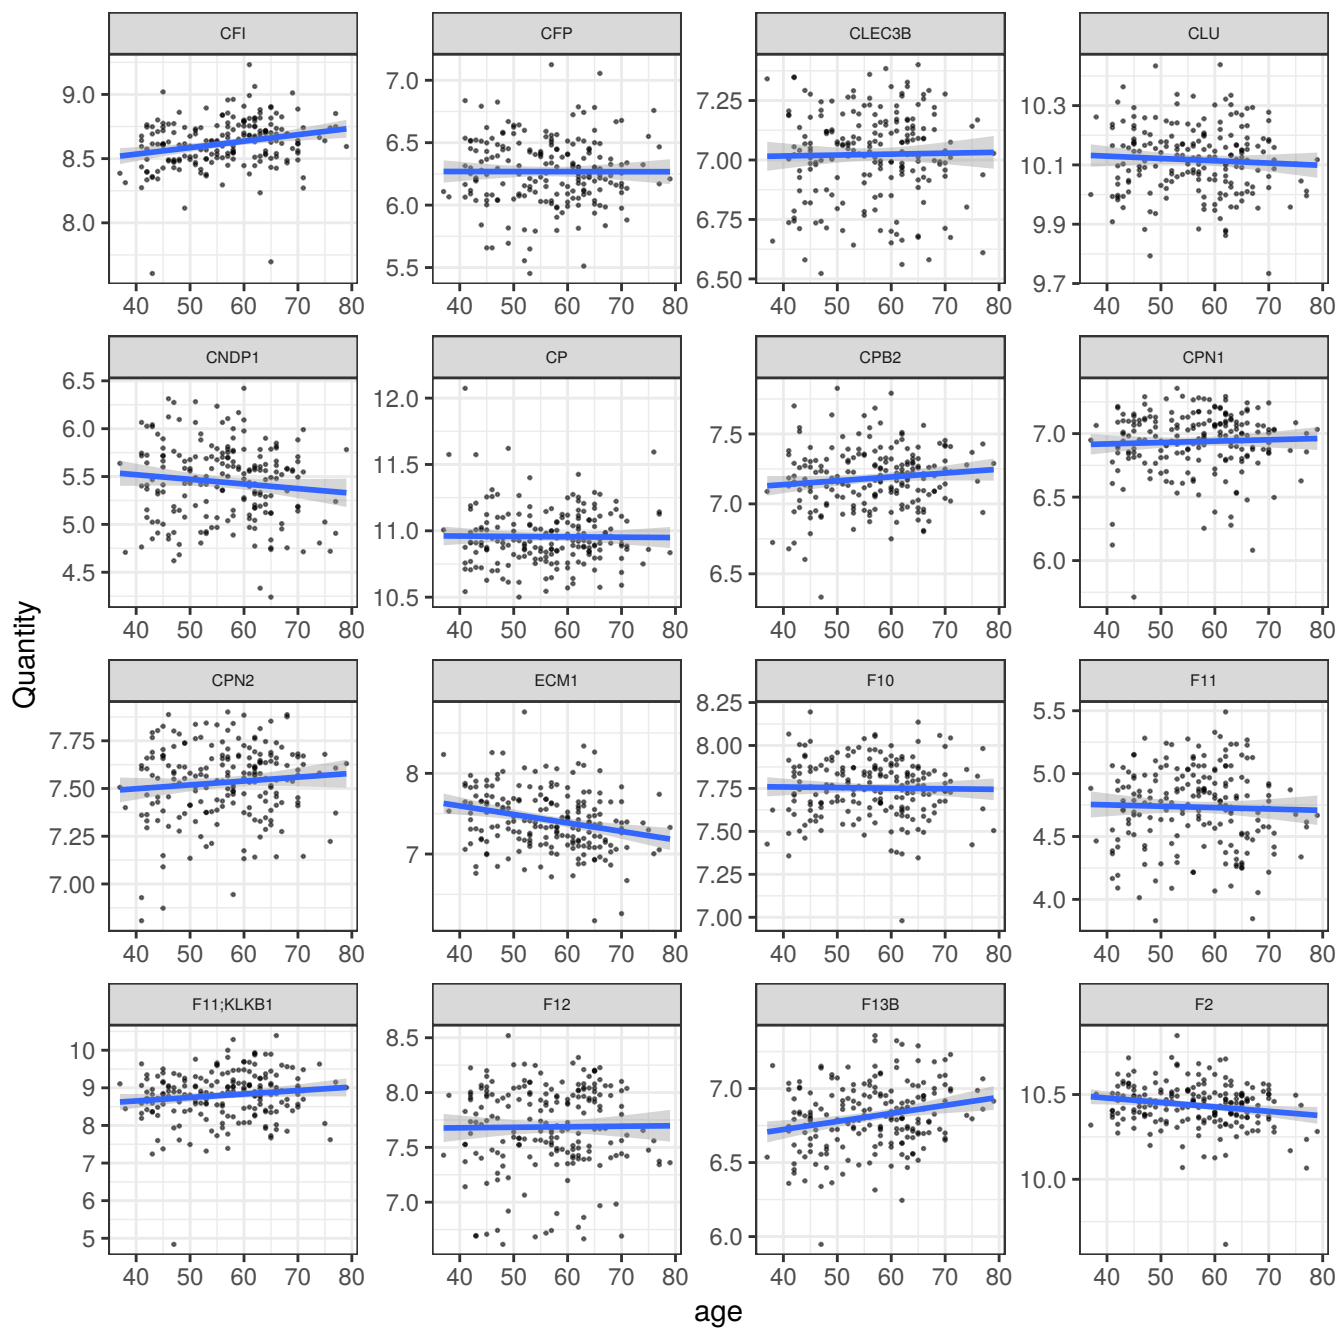 CFI CFP CLEC3B CLU
9.0 8.5 8.0
7.0 6.5 6.0 5.5
7.25 7.00 6.75 6.50
10.3 10.1 9.9 9.7
40 50 60 70 80 40 50 60 70 80 40 50 60 70 80 40 50 60 70 80
CNDP1 CP CPB2 CPN1
6.5 6.0 5.5 5.0 4.5
12.0 11.5 11.0 10.5
7.5 7.0 6.5
7.0 6.5 6.0
40 50 60 70 80 40 50 60 70 80 40 50 60 70 80 40 50 60 70 80
Quantity
CPN2 ECM1 F10 F11
7.75 7.50 7.25 7.00
8 7
8.25 8.00 7.75 7.50 7.25 7.00
5.5 5.0 4.5 4.0
40 50 60 70 80 40 50 60 70 80 40 50 60 70 80 40 50 60 70 80
F11;KLKB1 F12 F13B F2
10 9 8 7 6 5
8.5 8.0 7.5 7.0
7.0 6.5 6.0
10.5 10.0
40 50 60 70 80 40 50 60 70 80 40 50 60 70 80 40 50 60 70 80
age